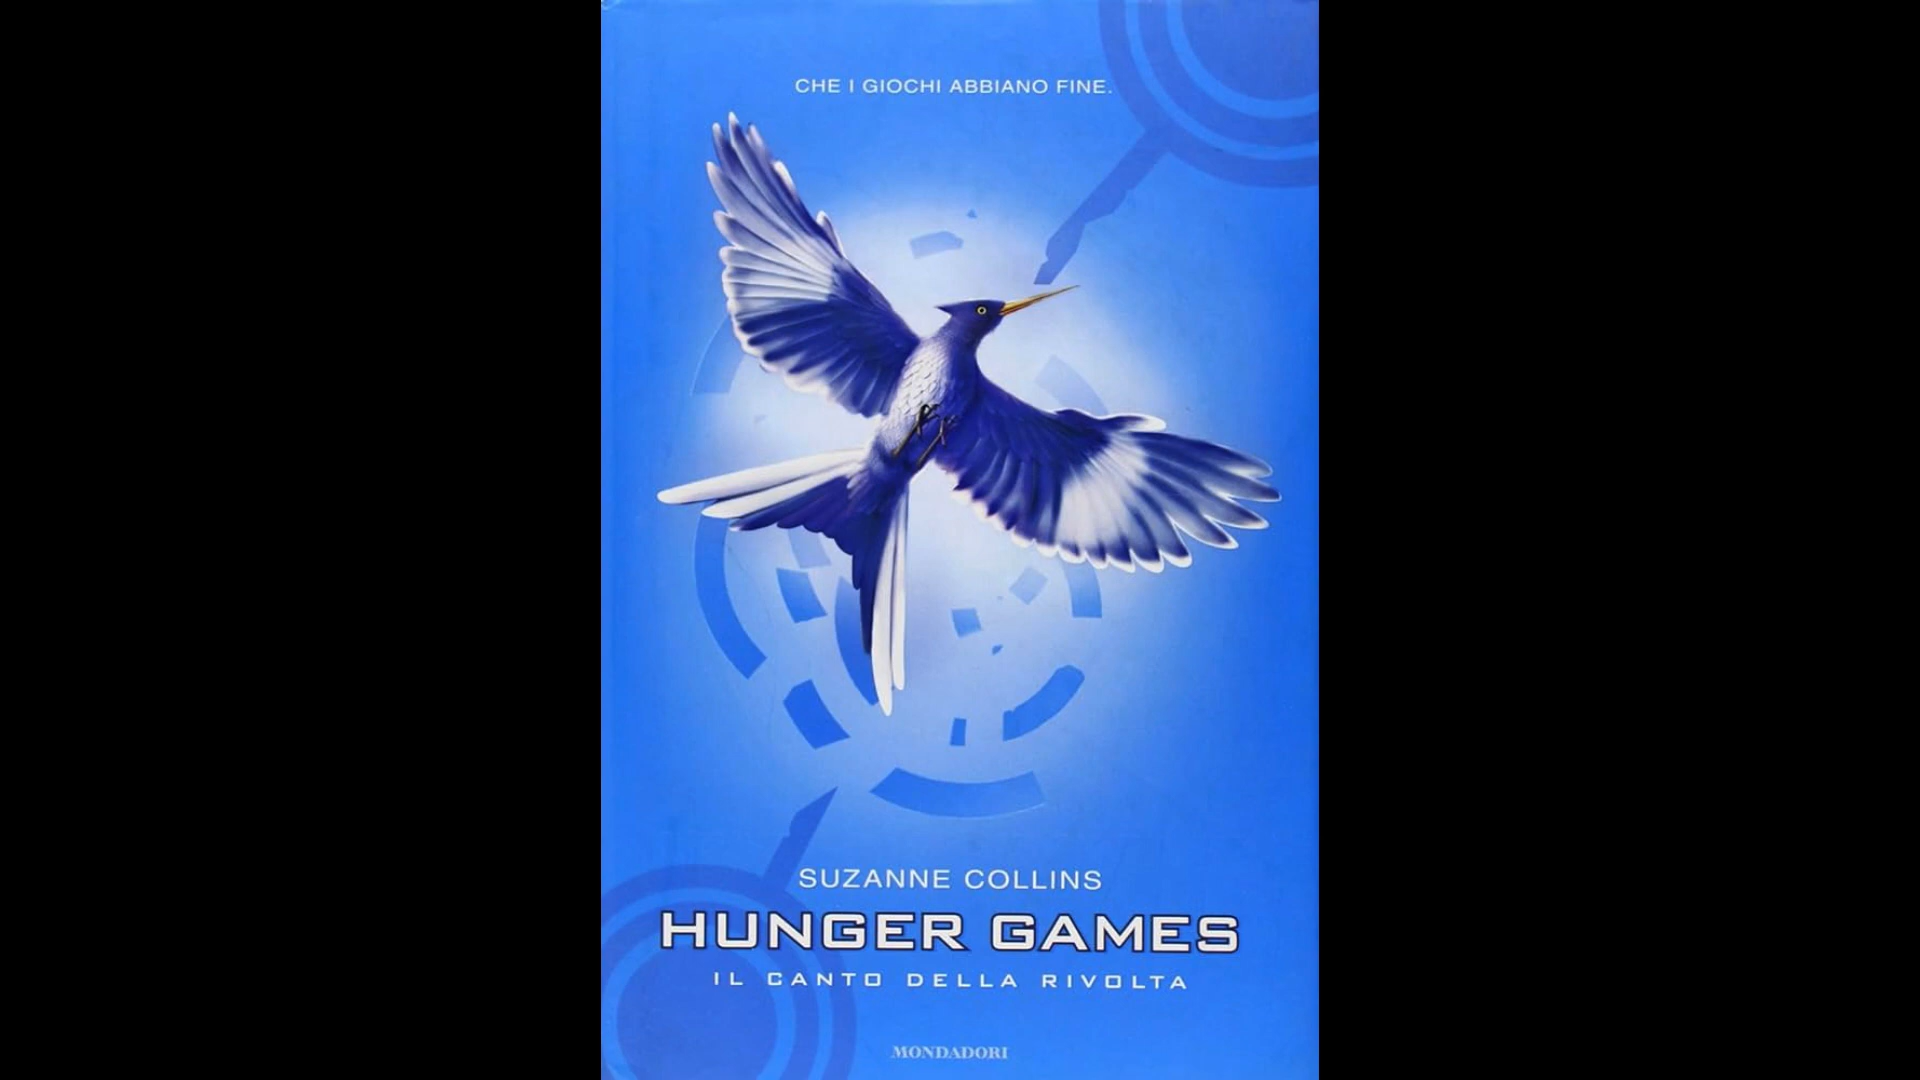 CHE I GIOCHI ABBIANO FINE.
SUZANNE COLLINS
HUNGER GAMES
IL CANTO DELLA RIVOLTA
MONDADORI